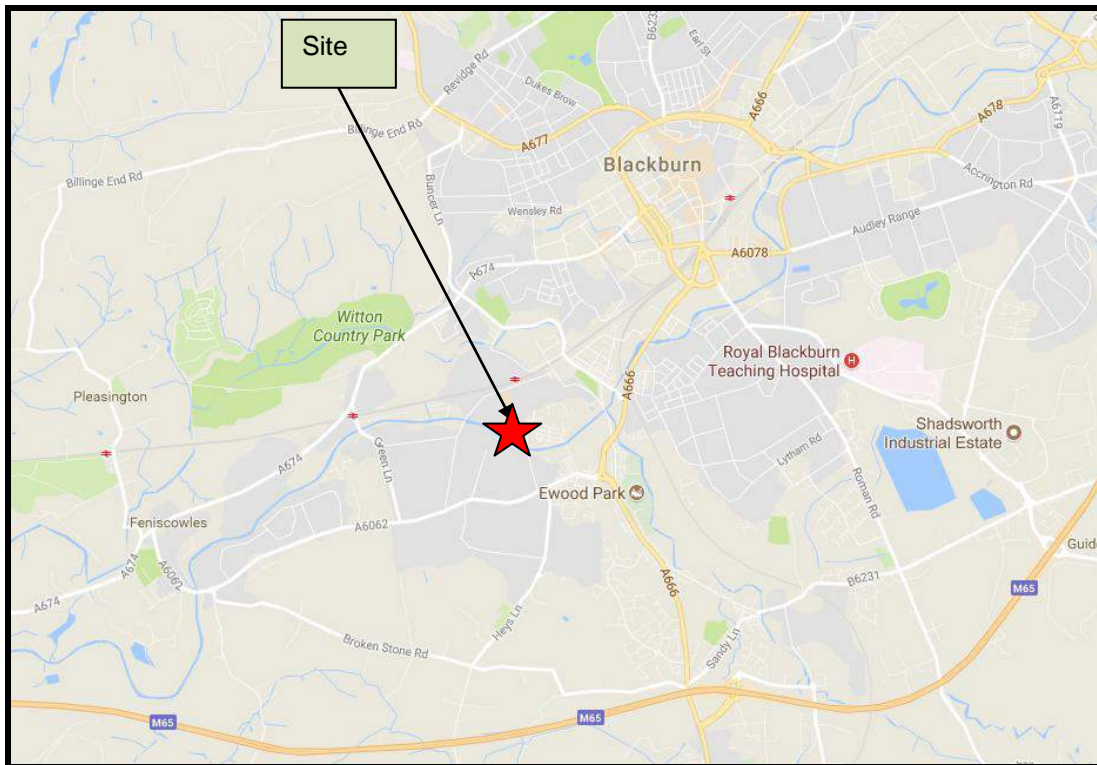 Site
Revidge Rd
Earl St
B6232
A666
A678
A6119
Dukes Brow
Billinge End Rd
A677
Blackburn
Accrington Rd
Billinge End Rd
Buncer Ln
Wensley Rd
Audley Range
A6078
A674
Witton
Country Park
Royal Blackburn
Teaching Hospital
H
A666
Pleasington
Shadsworth
Industrial Estate
Green Ln
A674
Lytham Rd
Roman Rd
Ewood Park
Feniscowles
A6062
A674
A6062
Guide
A666
B6231
M65
A674
Heys Ln
Sandy Ln
Broken Stone Rd
M65
M65